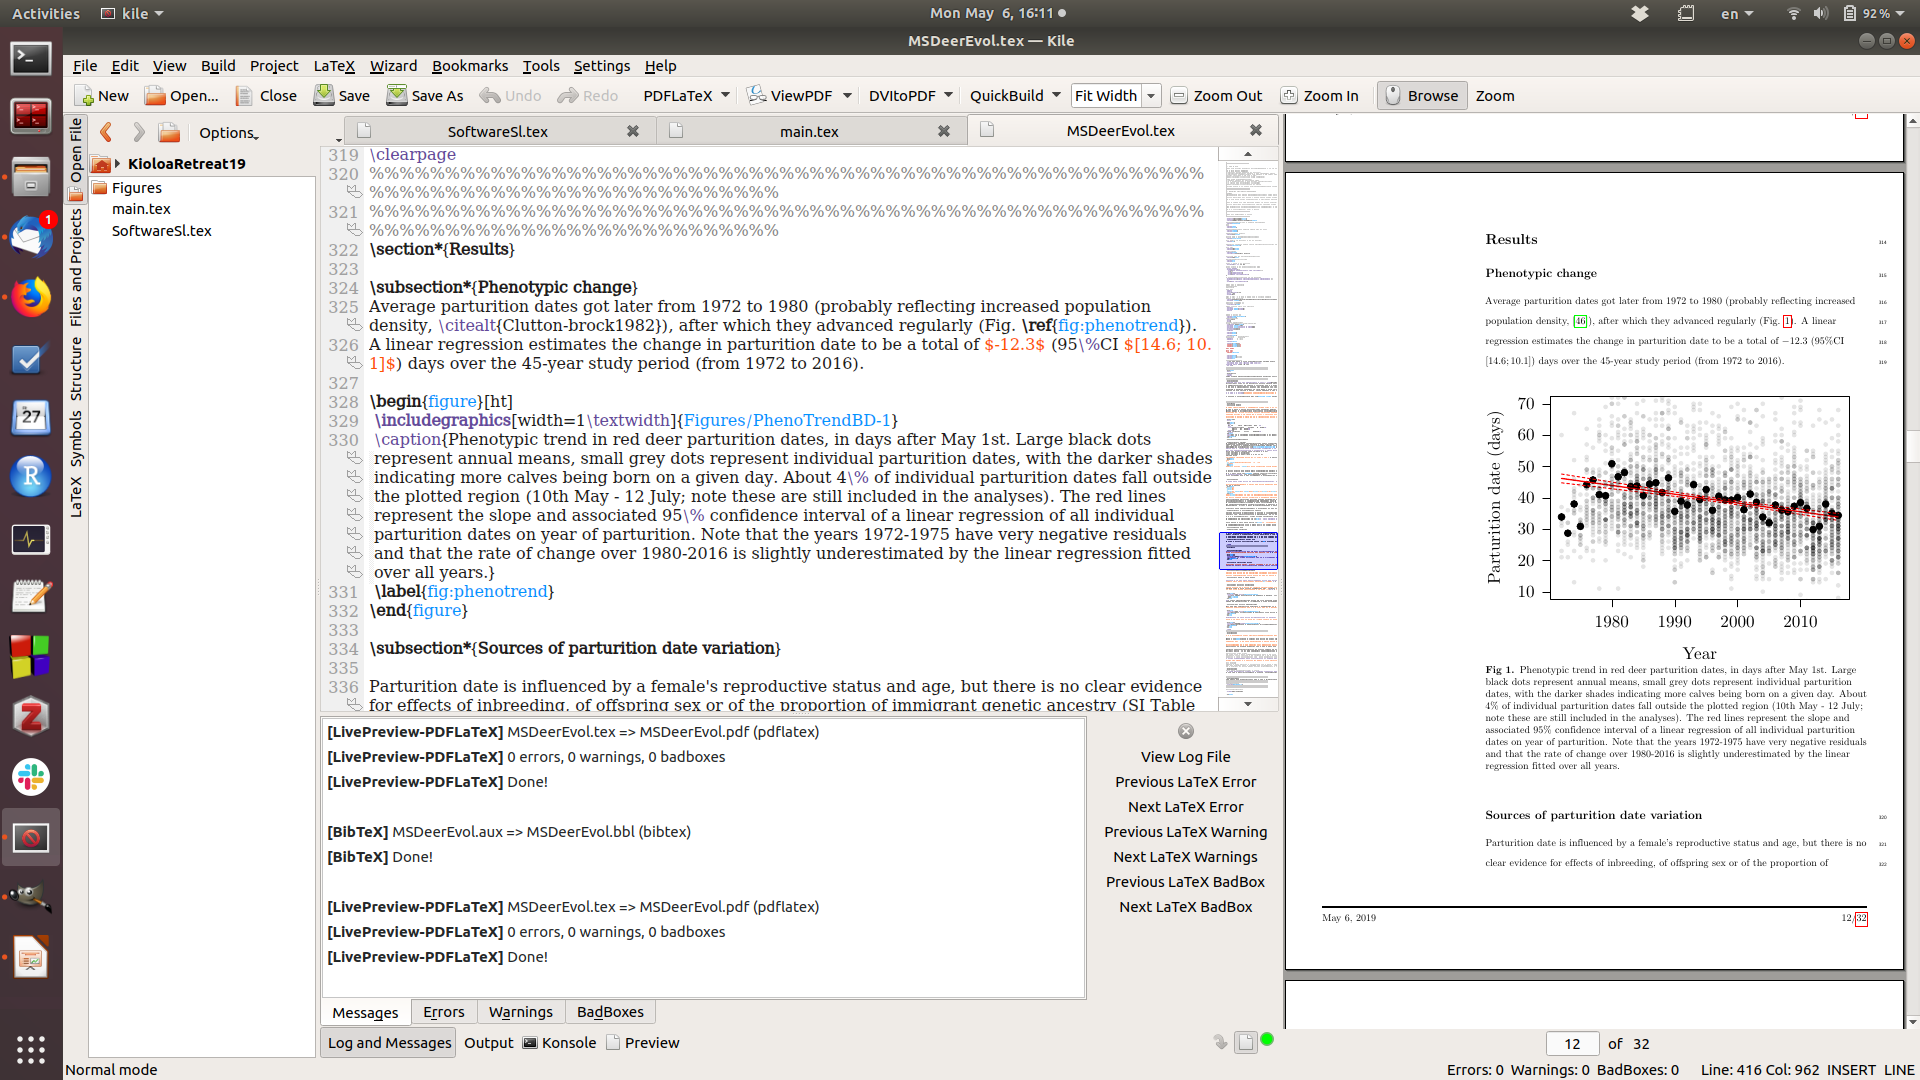 Activities kile Mon May 6, 16:11 en 92%
MSDeerEvol.tex — Kile
File Edit View Build Project LaTeX Wizard Bookmarks Tools Settings Help
New Open... Close Save Save As Undo Redo PDFLaTeX ViewPDF DVItoPDF QuickBuild Fit Width Zoom Out Zoom In Browse Zoom
Open File
Files and Projects
Structure
Symbols
LaTeX
Options
KioloaRetreat19
Figures
main.tex
SoftwareSl.tex
1
27
SoftwareSl.tex main.tex MSDeerEvol.tex
319 \clearpage
320 %%%%%%%%%%%%%%%%%%%%%%%%%%%%%%%%%%%%%%%%%%%%%%%%%%%%%%%
%%%%%%%%%%%%%%%%%%%%%%%%%%%
321 %%%%%%%%%%%%%%%%%%%%%%%%%%%%%%%%%%%%%%%%%%%%%%%%%%%%%%%
%%%%%%%%%%%%%%%%%%%%%%%%%%%
322 \section*{Results}
323
324 \subsection*{Phenotypic change}
325 Average parturition dates got later from 1972 to 1980 (probably reflecting increased population
density, \citealt{Clutton-brock1982}), after which they advanced regularly (Fig. \ref{fig:phenotrend}).
326 A linear regression estimates the change in parturition date to be a total of $-12.3$ (95\%CI $[14.6; 10.
1]$) days over the 45-year study period (from 1972 to 2016).
327
328 \begin{figure}[ht]
329 \includegraphics[width=1\textwidth]{Figures/PhenoTrendBD-1}
330 \caption{Phenotypic trend in red deer parturition dates, in days after May 1st. Large black dots
represent annual means, small grey dots represent individual parturition dates, with the darker shades
indicating more calves being born on a given day. About 4\% of individual parturition dates fall outside
the plotted region (10th May - 12 July; note these are still included in the analyses). The red lines
represent the slope and associated 95\% confidence interval of a linear regression of all individual
parturition dates on year of parturition. Note that the years 1972-1975 have very negative residuals
and that the rate of change over 1980-2016 is slightly underestimated by the linear regression fitted
over all years.}
331 \label{fig:phenotrend}
332 \end{figure}
333
334 \subsection*{Sources of parturition date variation}
335
336 Parturition date is influenced by a female's reproductive status and age, but there is no clear evidence
for effects of inbreeding, of offspring sex or of the proportion of immigrant genetic ancestry (SI Table
[LivePreview-PDFLaTeX] MSDeerEvol.tex => MSDeerEvol.pdf (pdflatex)
[LivePreview-PDFLaTeX] 0 errors, 0 warnings, 0 badboxes
[LivePreview-PDFLaTeX] Done!
[BibTeX] MSDeerEvol.aux => MSDeerEvol.bbl (bibtex)
[BibTeX] Done!
[LivePreview-PDFLaTeX] MSDeerEvol.tex => MSDeerEvol.pdf (pdflatex)
[LivePreview-PDFLaTeX] 0 errors, 0 warnings, 0 badboxes
[LivePreview-PDFLaTeX] Done!
View Log File
Previous LaTeX Error
Next LaTeX Error
Previous LaTeX Warning
Next LaTeX Warnings
Previous LaTeX BadBox
Next LaTeX BadBox
Messages Errors Warnings BadBoxes
Log and Messages Output Konsole Preview
Results 314
Phenotypic change 315
Average parturition dates got later from 1972 to 1980 (probably reflecting increased 316
population density, (46)), after which they advanced regularly (Fig. 1). A linear 317
regression estimates the change in parturition date to be a total of −12.3 (95%CI 318
[14.6; 10.1]) days over the 45-year study period (from 1972 to 2016). 319
Parturition date (days)
70
60
50
40
30
20
10
1980 1990 2000 2010
Year
Fig 1. Phenotypic trend in red deer parturition dates, in days after May 1st. Large
black dots represent annual means, small grey dots represent individual parturition
dates, with the darker shades indicating more calves being born on a given day. About
4% of individual parturition dates fall outside the plotted region (10th May - 12 July;
note these are still included in the analyses). The red lines represent the slope and
associated 95% confidence interval of a linear regression of all individual parturition
dates on year of parturition. Note that the years 1972-1975 have very negative residuals
and that the rate of change over 1980-2016 is slightly underestimated by the linear
regression fitted over all years.
Sources of parturition date variation 320
Parturition date is influenced by a female's reproductive status and age, but there is no 321
clear evidence for effects of inbreeding, of offspring sex or of the proportion of 322
May 6, 2019 12/32
12 of 32
Normal mode Errors: 0 Warnings: 0 BadBoxes: 0 Line: 416 Col: 962 INSERT LINE